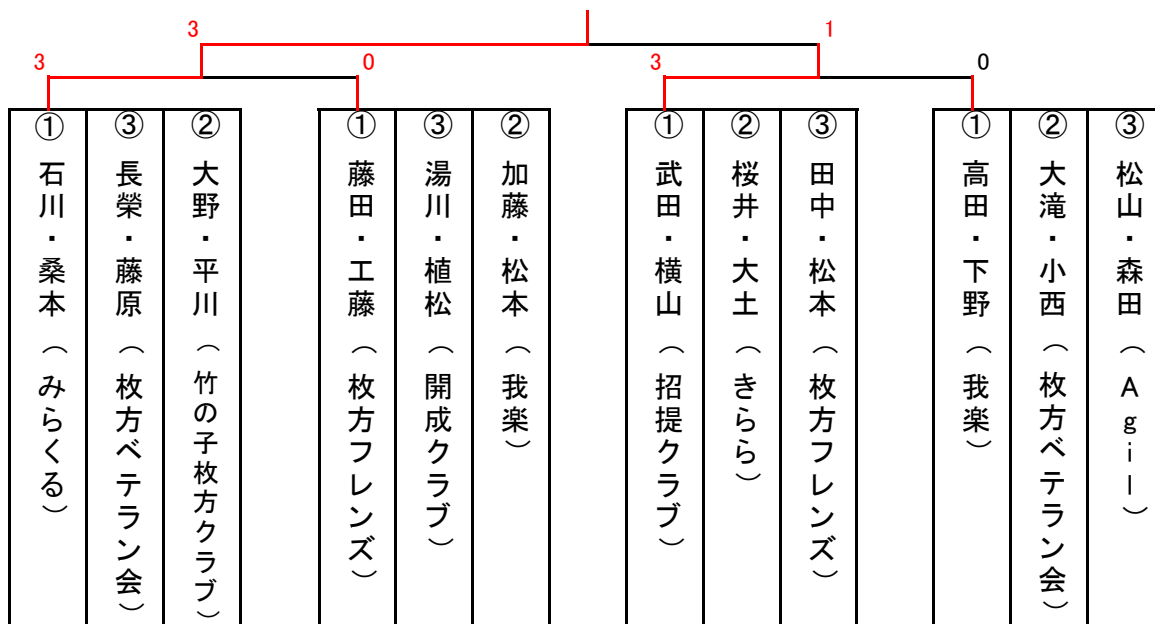 3
1
3
0
3
0
① 石川・桑本（みらくる）
③ 長榮・藤原（枚方ベテラン会）
② 大野・平川（竹の子枚方クラブ）
① 藤田・工藤（枚方フレンズ）
③ 湯川・植松（開成クラブ）
② 加藤・松本（我楽）
① 武田・横山（招提クラブ）
② 桜井・大土（きらら）
③ 田中・松本（枚方フレンズ）
① 高田・下野（我楽）
② 大滝・小西（枚方ベテラン会）
③ 松山・森田（Ａｇｉｌ）